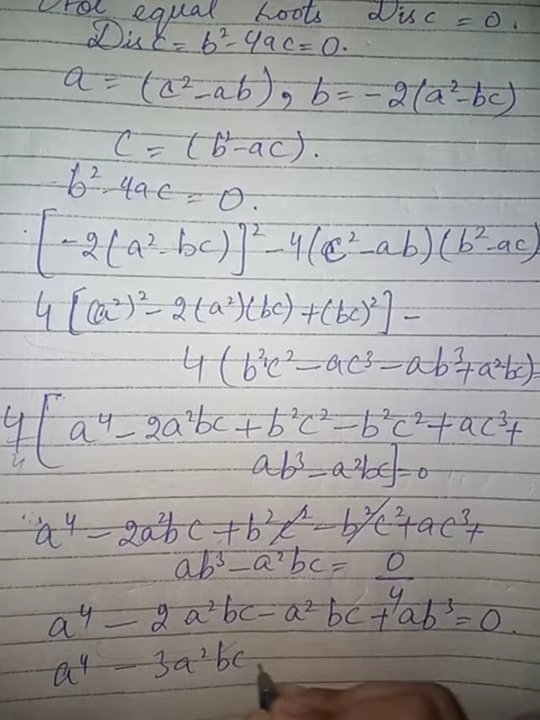 For equal roots Disc = 0.
Disc = b² - 4ac = 0.
a = (c² - ab), b = -2(a² - bc)
c = (b² - ac).
b² - 4ac = 0.
[-2(a² - bc)]² - 4(c² - ab)(b² - ac)
4[(a²)² - 2(a²)(bc) + (bc)²] -
4(b²c² - ac³ - ab³ + a²bc) =
4[a⁴ - 2a²bc + b²c² - b²c² + ac³ +
ab³ - a²bc] = 0
a⁴ - 2a²bc + b²c² - b²c² + ac³ +
ab³ - a²bc = 0/4
a⁴ - 2a²bc - a²bc + ab³ = 0.
a⁴ - 3a²bc